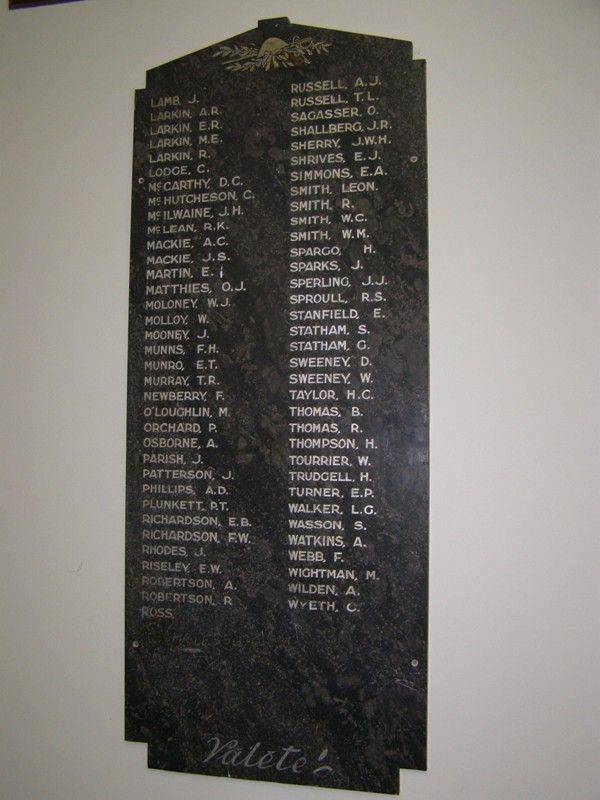 LAMB, J.
LARKIN, A.R.
LARKIN, E.R.
LARKIN, M.E.
LARKIN, R.
LODGE, C.
McCARTHY, D.C.
McHUTCHESON, C.
McILWAINE, J.H.
McLEAN, R.K.
MACKIE, A.C.
MACKIE, J.S.
MARTIN, E.
MATTHIES, O.J.
MOLONEY, W.J.
MOLLOY, W.
MOONEY, J.
MUNNS, F.H.
MUNRO, E.T.
MURRAY, T.R.
NEWBERRY, F.
O'LOUGHLIN, M.
ORCHARD, P.
OSBORNE, A.
PARISH, J.
PATTERSON, J.
PHILLIPS, A.D.
PLUNKETT, P.T.
RICHARDSON, E.B.
RICHARDSON, F.W.
RHODES, J.
RISELEY, E.W.
ROBERTSON, A.
ROBERTSON, R
ROSS
RUSSELL, A.J.
RUSSELL, T.L.
SAGASSER, O.
SHALLBERG, J.R.
SHERRY, J.W.H.
SHRIVES, E.J.
SIMMONS, E.A.
SMITH, LEON.
SMITH, R.
SMITH, W.C.
SMITH, W.M.
SPARGO, H.
SPARKS, J.
SPERLING, J.J.
SPROULL, R.S.
STANFIELD, E.
STATHAM, S.
STATHAM, G.
SWEENEY, D.
SWEENEY, W.
TAYLOR, H.C.
THOMAS, B.
THOMAS, R.
THOMPSON, H.
TOURRIER, W.
TRUDGELL, H.
TURNER, E.P.
WALKER, L.G.
WASSON, S.
WATKINS, A.
WEBB, F.
WIGHTMAN, M.
WILDEN, A.
WYETH, C.
Valete!